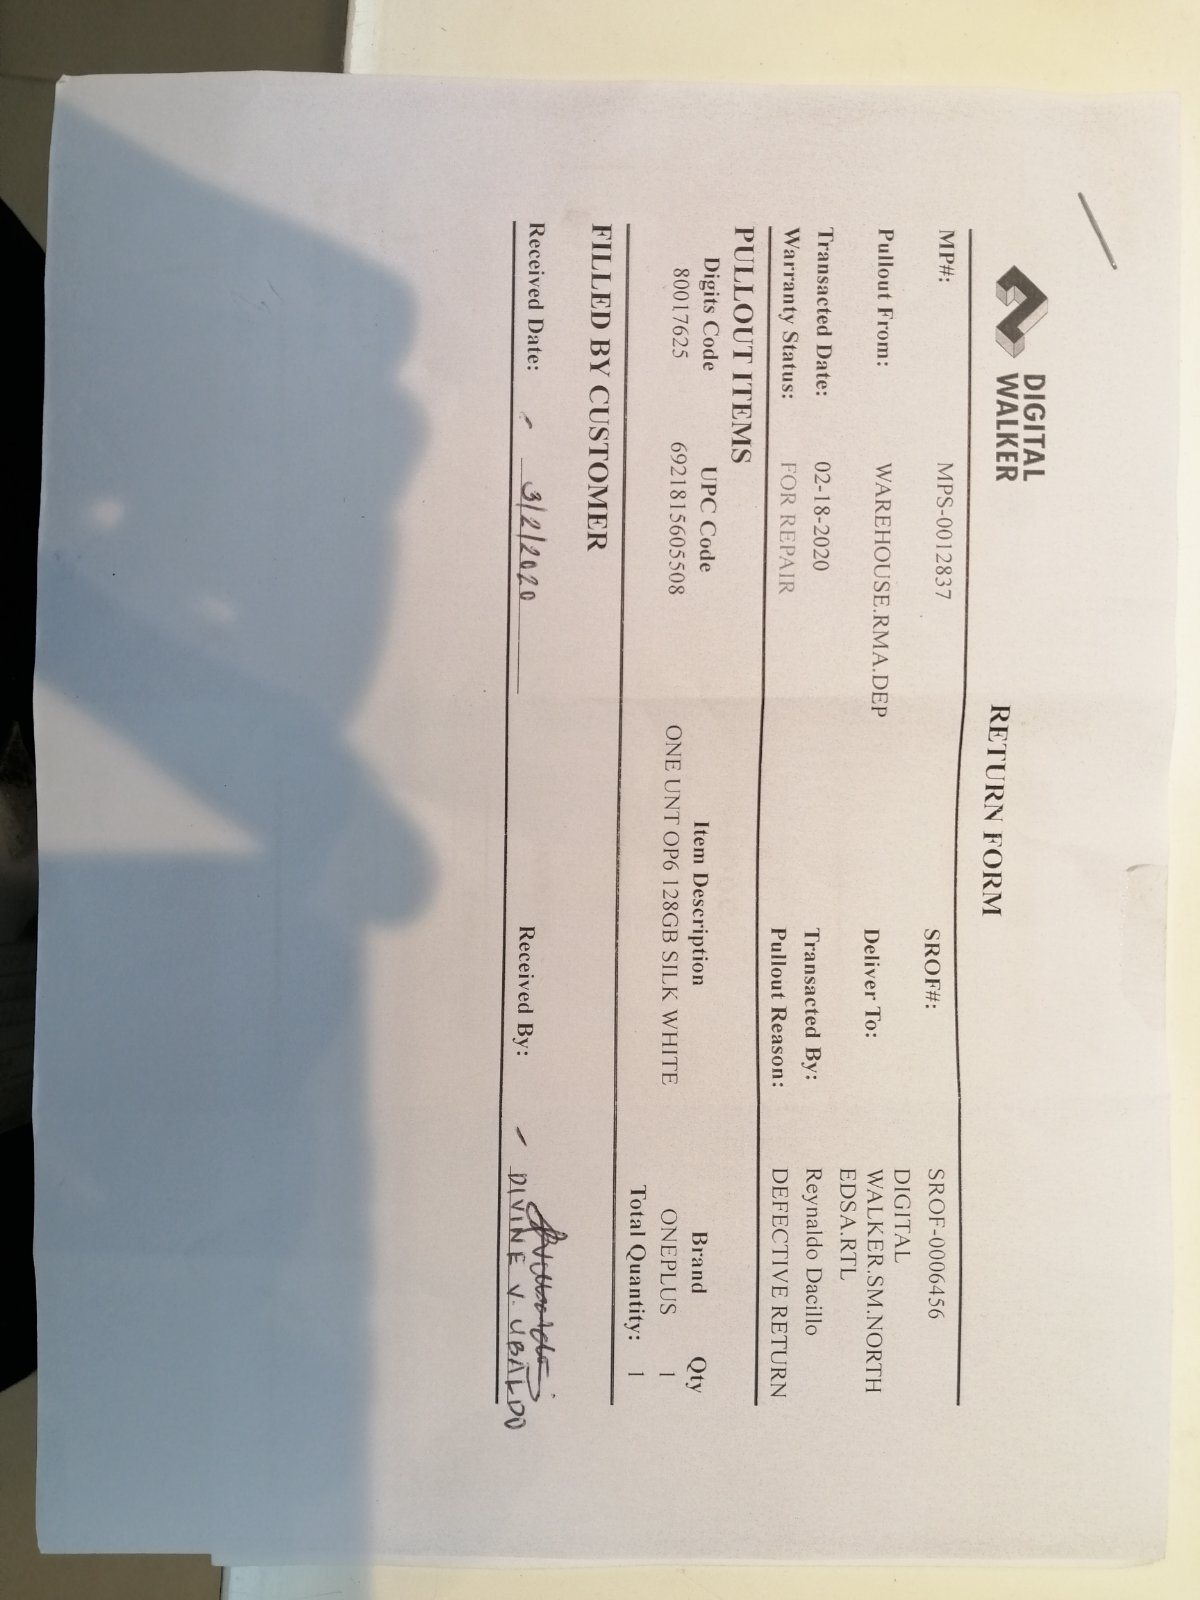 DIGITAL
WALKER
RETURN FORM
MP#: MPS-0012837 SROF#: SROF-0006456
Pullout From: WAREHOUSE.RMA.DEP Deliver To: DIGITAL
WALKER.SM.NORTH
EDSA.RTL
Transacted Date: 02-18-2020 Transacted By: Reynaldo Dacillo
Warranty Status: FOR REPAIR Pullout Reason: DEFECTIVE RETURN
PULLOUT ITEMS
Digits Code UPC Code Item Description Brand Qty
80017625 6921815605508 ONE UNT OP6 128GB SILK WHITE ONEPLUS 1
Total Quantity: 1
FILLED BY CUSTOMER
Received Date: - 3/2/2020 Received By: - DIVINE V. UBALDO